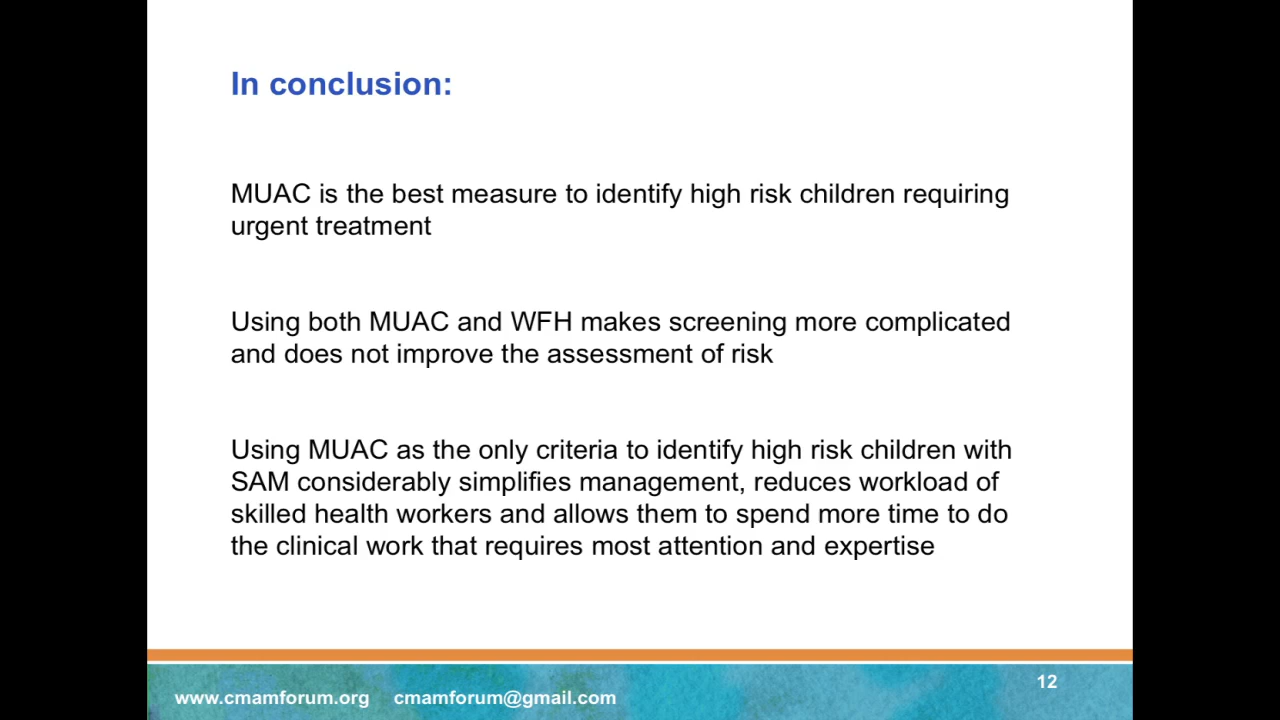 In conclusion:
MUAC is the best measure to identify high risk children requiring
urgent treatment
Using both MUAC and WFH makes screening more complicated
and does not improve the assessment of risk
Using MUAC as the only criteria to identify high risk children with
SAM considerably simplifies management, reduces workload of
skilled health workers and allows them to spend more time to do
the clinical work that requires most attention and expertise
12
www.cmamforum.org cmamforum@gmail.com